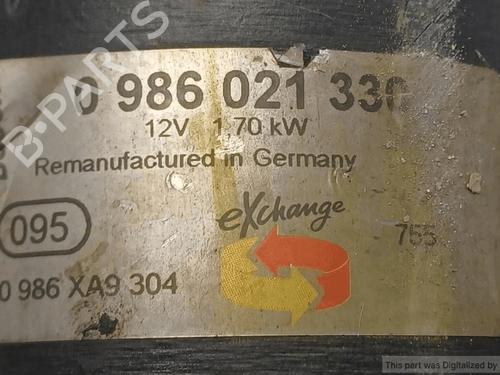 0 986 021 330
12V 1,70 kW
Remanufactured in Germany
eXchange
095
755
0 986 XA9 304
B-PARTS
This part was Digitalized by